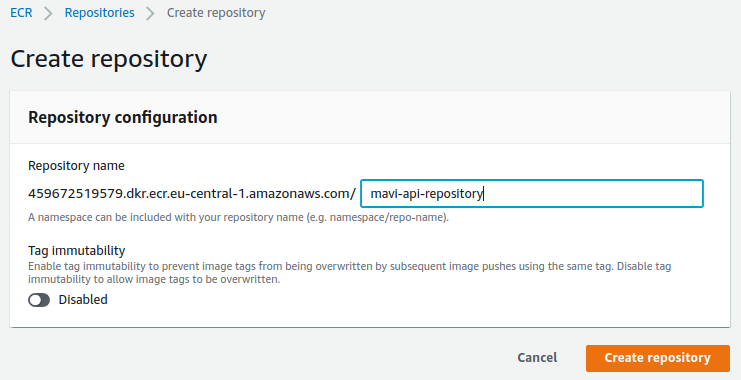 ECR > Repositories > Create repository
Create repository
Repository configuration
Repository name
459672519579.dkr.ecr.eu-central-1.amazonaws.com/ mavi-api-repository
A namespace can be included with your repository name (e.g. namespace/repo-name).
Tag immutability
Enable tag immutability to prevent image tags from being overwritten by subsequent image pushes using the same tag. Disable tag
immutability to allow image tags to be overwritten.
Disabled
Cancel Create repository